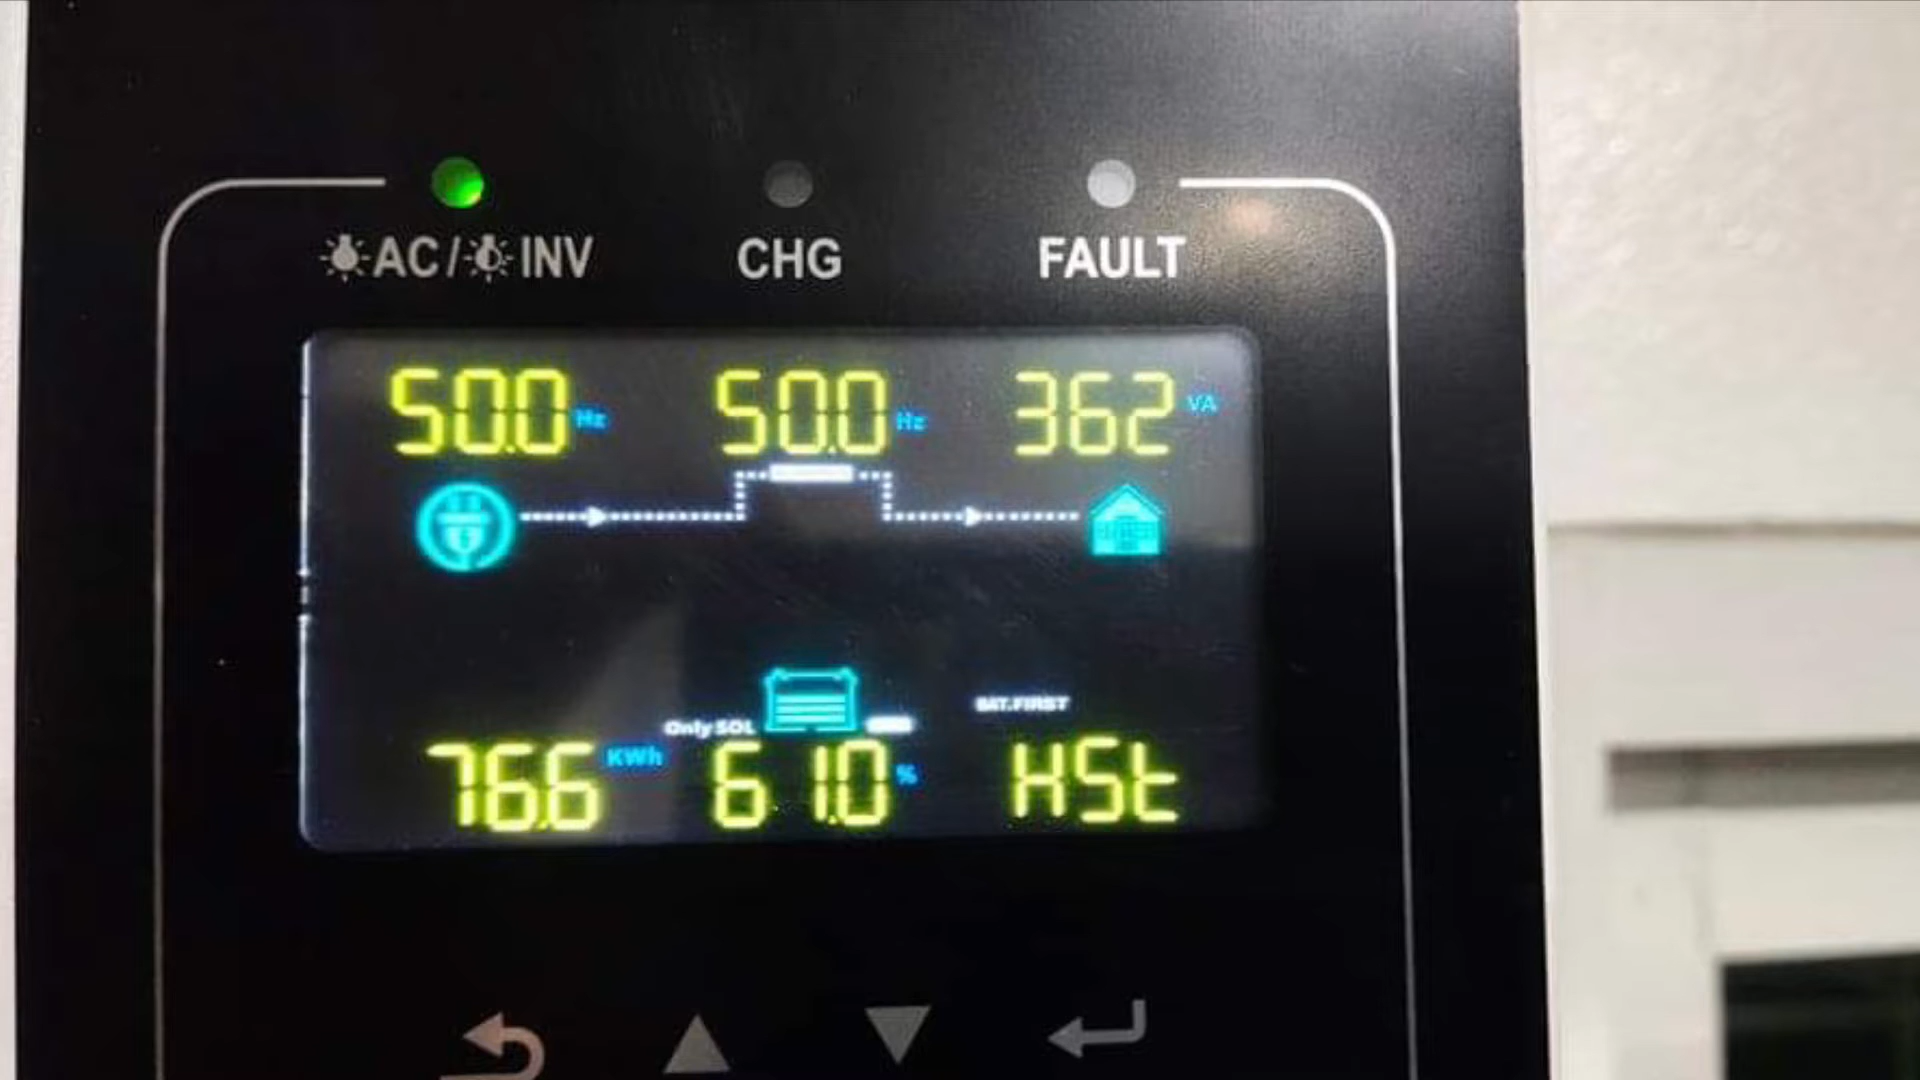 AC / INV CHG FAULT
50.0 Hz 50.0 Hz 362 VA
BAT.FIRST
Only SOL
76.6 KWh 61.0 % HSt